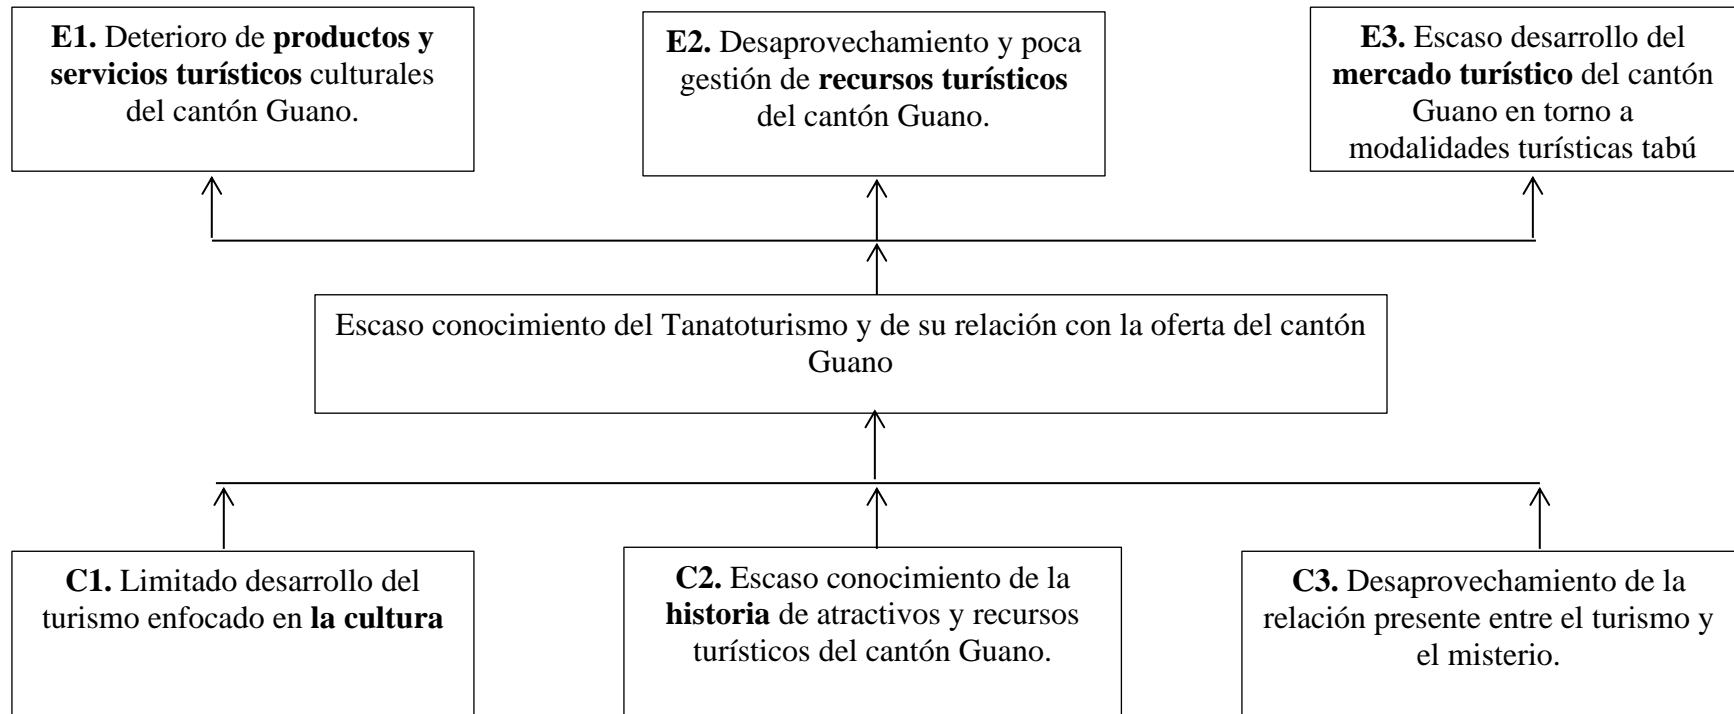 E1. Deterioro de productos y
servicios turísticos culturales
del cantón Guano.
E2. Desaprovechamiento y poca
gestión de recursos turísticos
del cantón Guano.
E3. Escaso desarrollo del
mercado turístico del cantón
Guano en torno a
modalidades turísticas tabú
Escaso conocimiento del Tanatoturismo y de su relación con la oferta del cantón
Guano
C1. Limitado desarrollo del
turismo enfocado en la cultura
C2. Escaso conocimiento de la
historia de atractivos y recursos
turísticos del cantón Guano.
C3. Desaprovechamiento de la
relación presente entre el turismo y
el misterio.